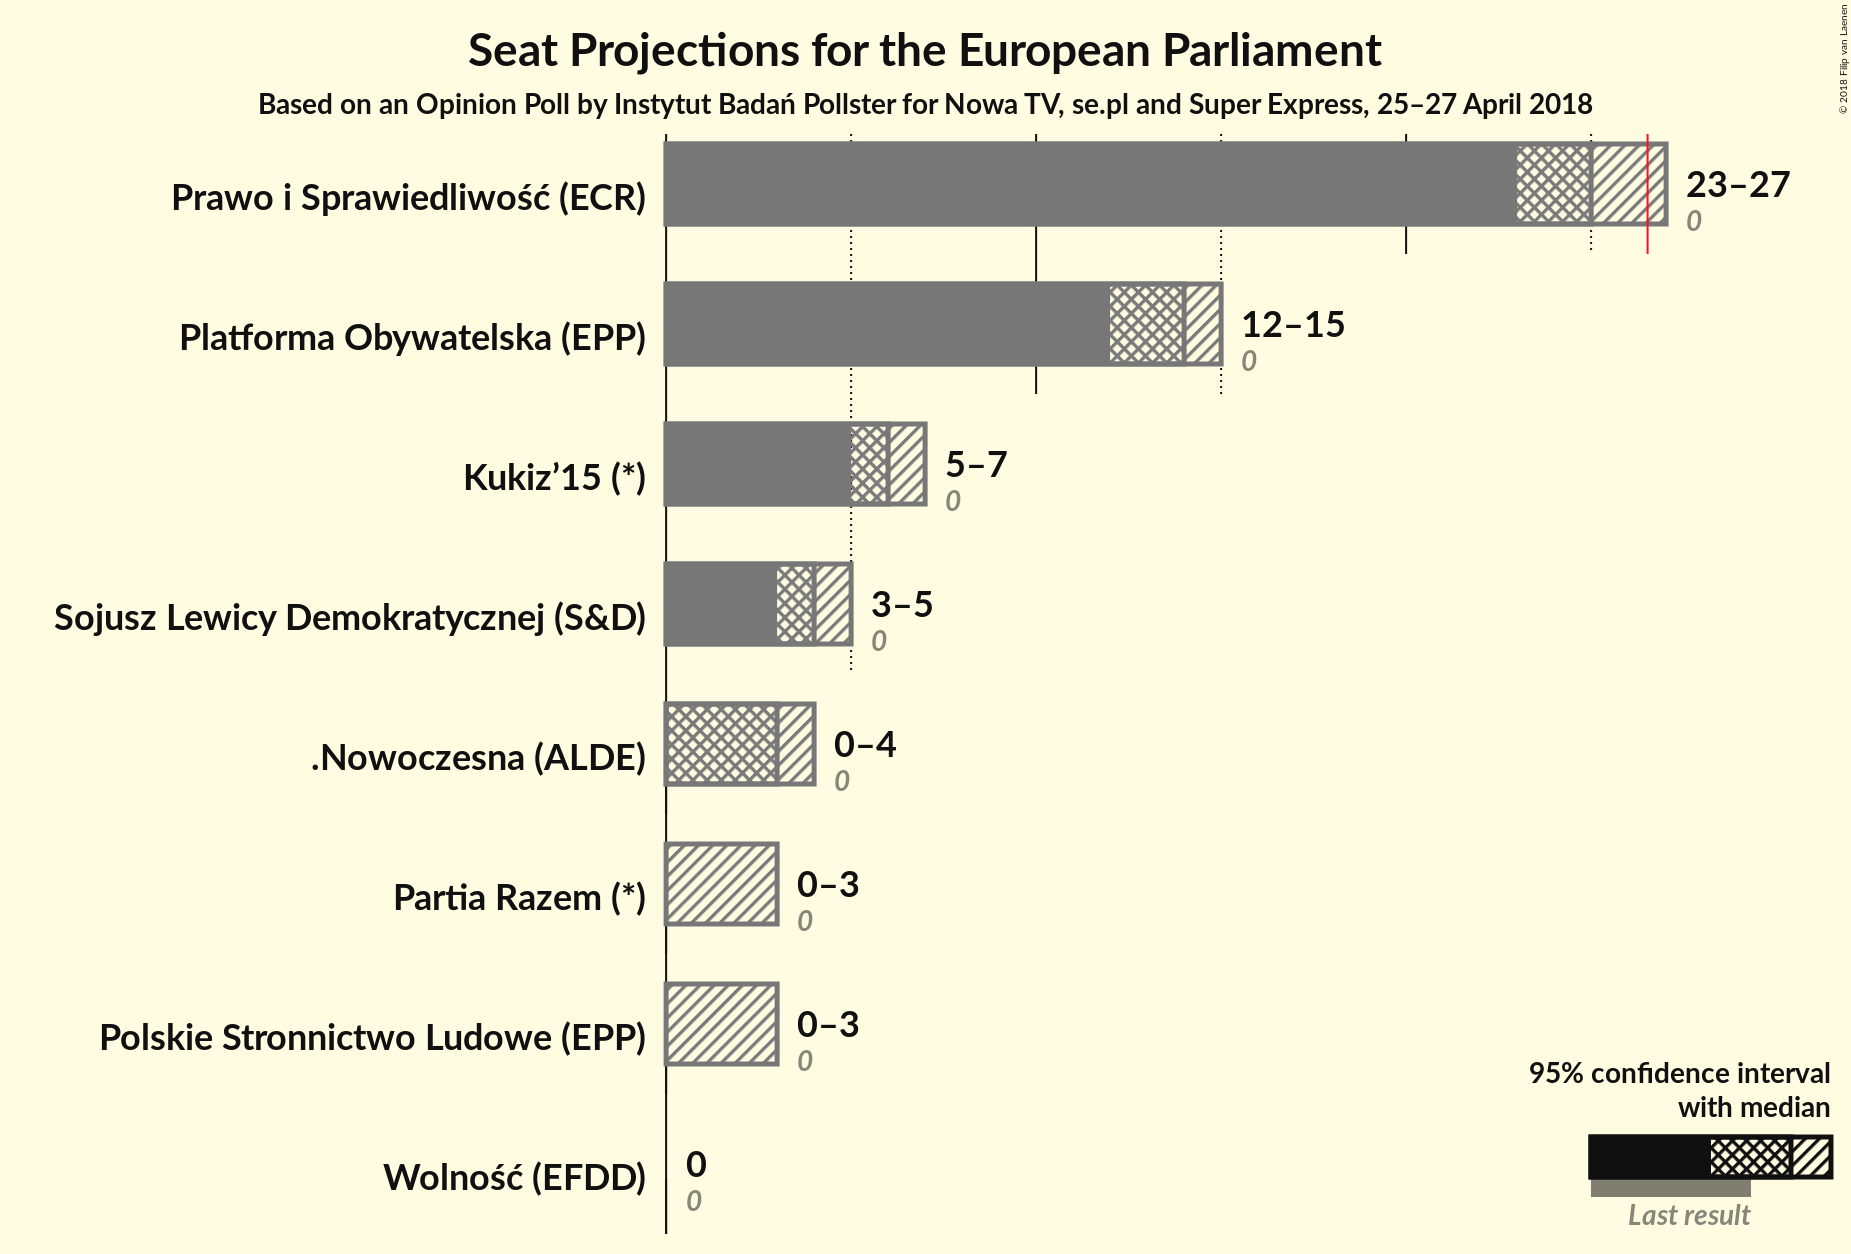 Seat Projections for the European Parliament
Based on an Opinion Poll by Instytut Badań Pollster for Nowa TV, se.pl and Super Express, 25–27 April 2018
© 2018 Filip van Laenen
Prawo i Sprawiedliwość (ECR)
23–27
0
Platforma Obywatelska (EPP)
12–15
0
Kukiz’15 (*)
5–7
0
Sojusz Lewicy Demokratycznej (S&D)
3–5
0
.Nowoczesna (ALDE)
0–4
0
Partia Razem (*)
0–3
0
Polskie Stronnictwo Ludowe (EPP)
0–3
0
Wolność (EFDD)
0
0
95% confidence interval
with median
Last result